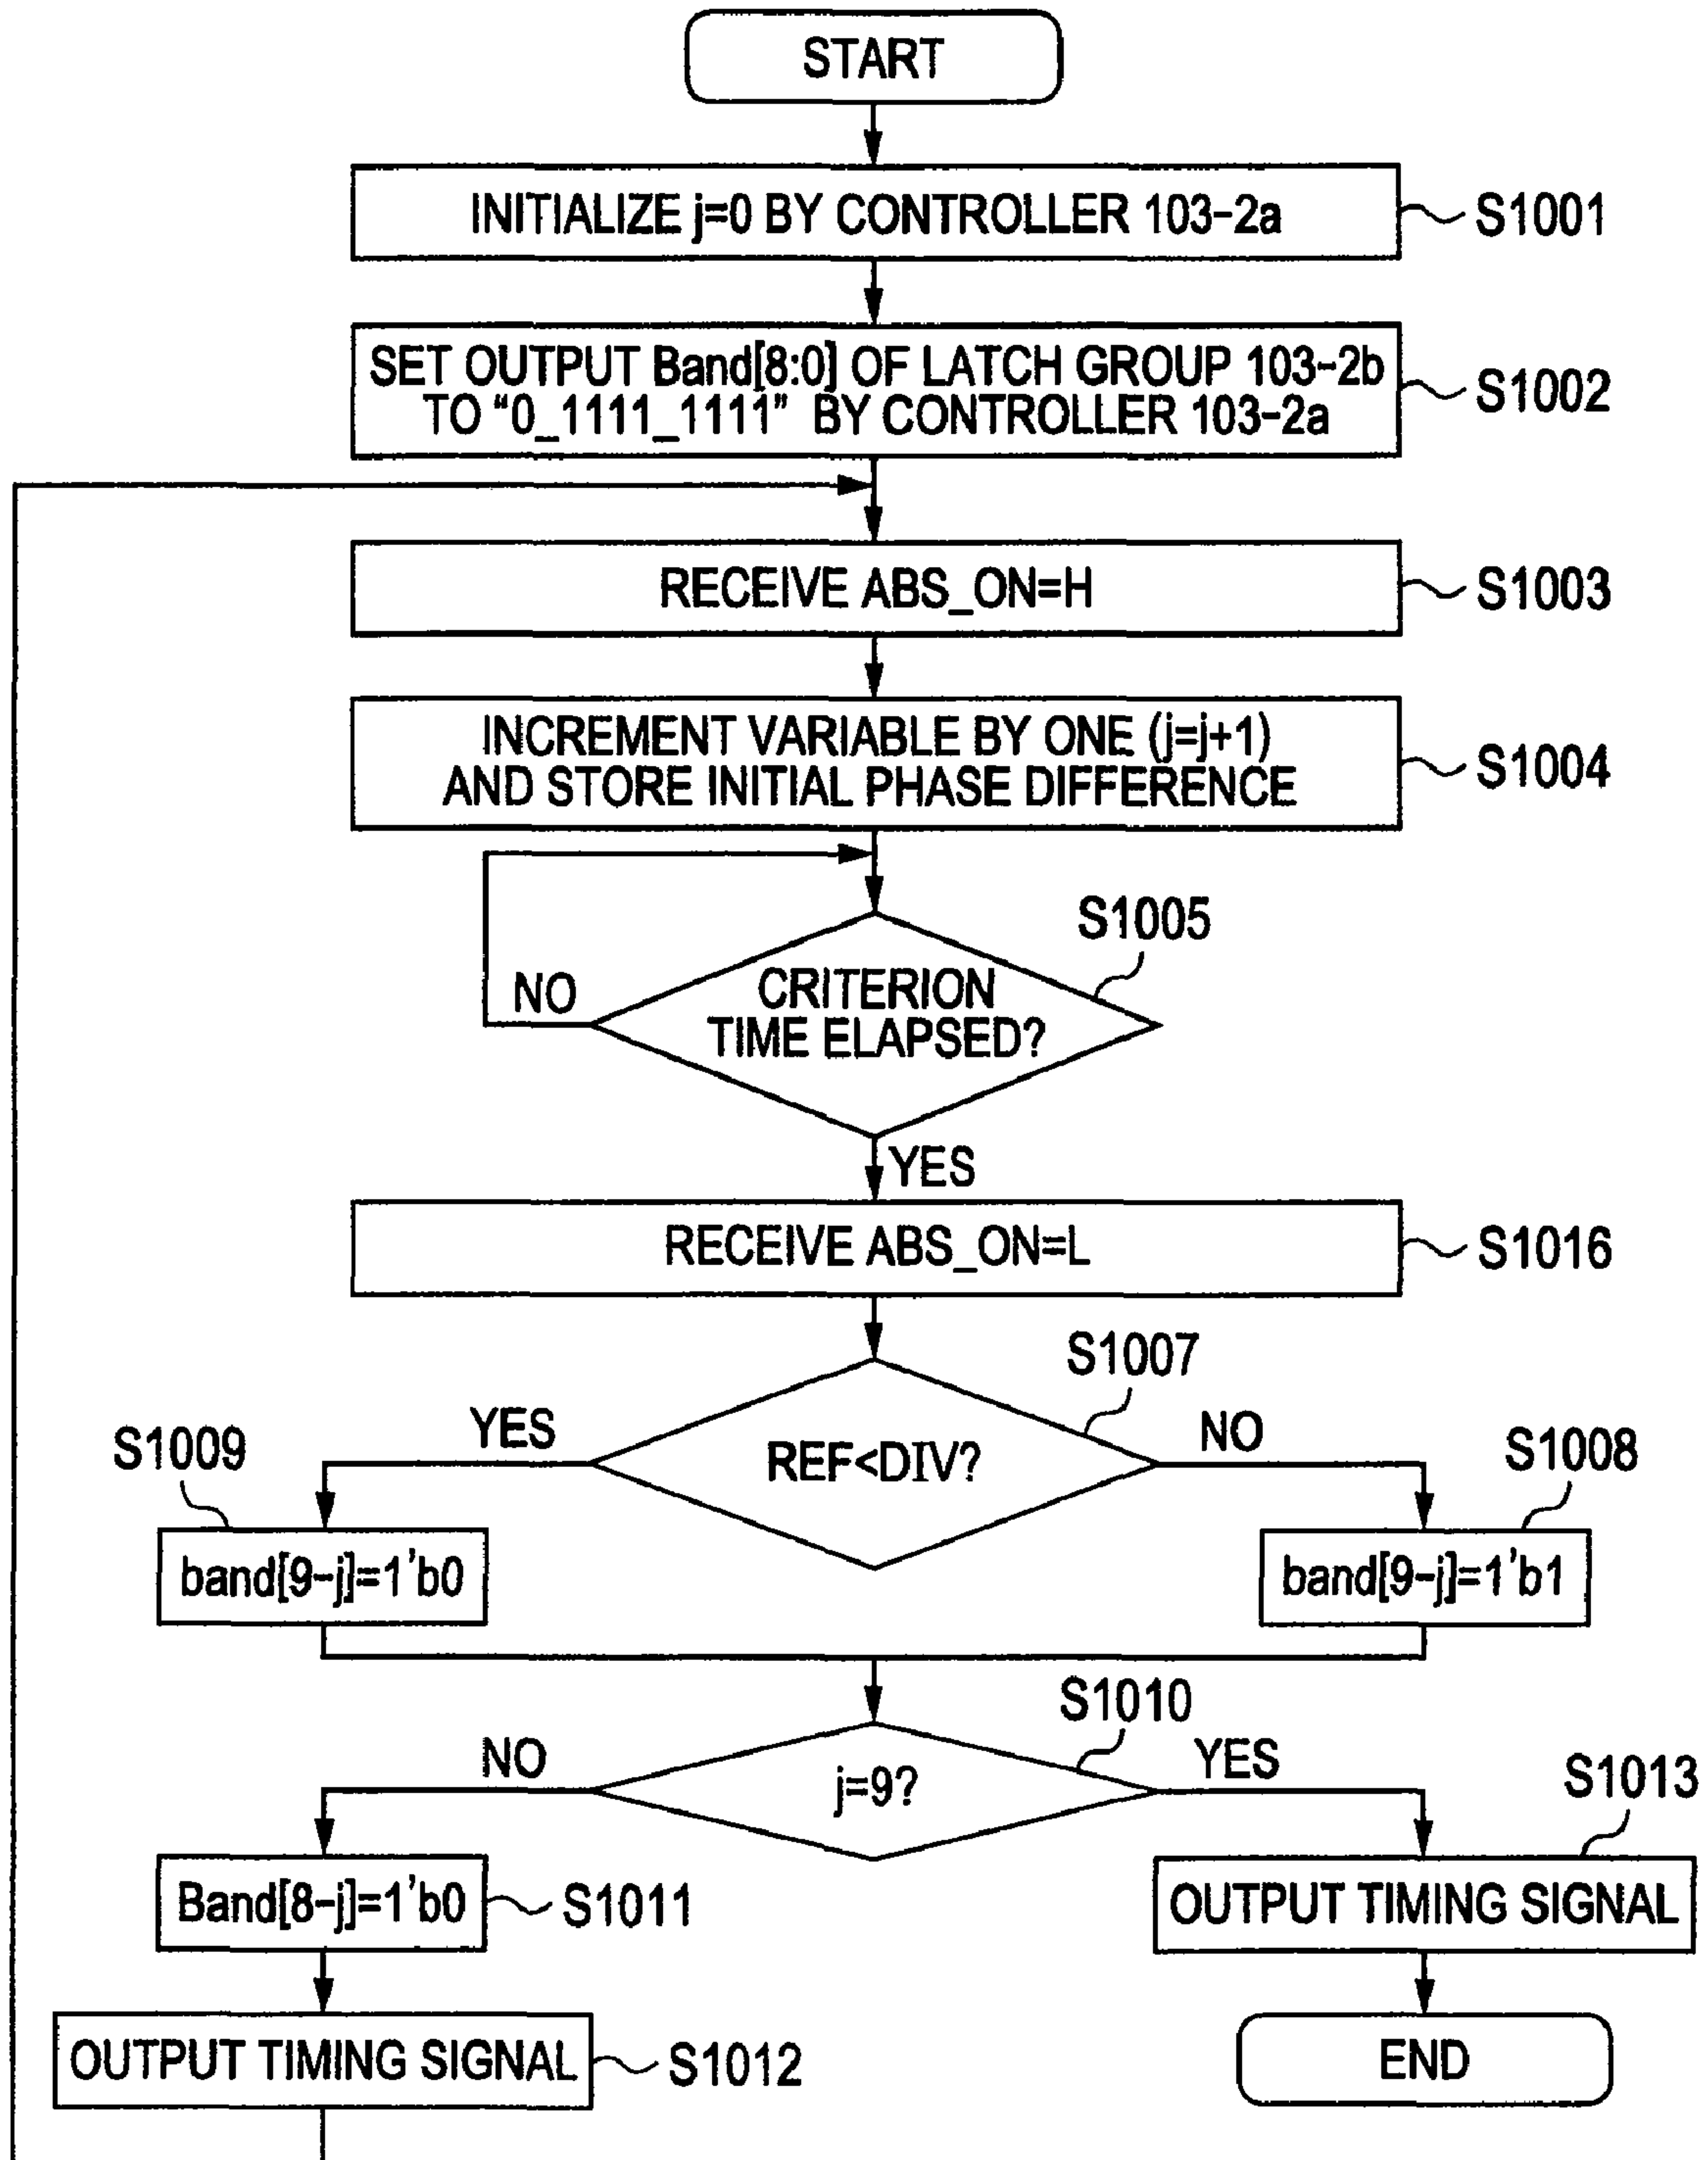 START
INITIALIZE j=0 BY CONTROLLER 103-2a
S1001
SET OUTPUT Band[8:0] OF LATCH GROUP 103-2b
TO “0_1111_1111” BY CONTROLLER 103-2a
S1002
RECEIVE ABS_ON=H
S1003
INCREMENT VARIABLE BY ONE (j=j+1)
AND STORE INITIAL PHASE DIFFERENCE
S1004
S1005
CRITERION
TIME ELAPSED?
NO
YES
RECEIVE ABS_ON=L
S1016
S1007
REF<DIV?
YES
NO
S1009
S1008
band[9-j]=1'b0
band[9-j]=1'b1
S1010
j=9?
NO
YES
S1013
Band[8-j]=1'b0
S1011
OUTPUT TIMING SIGNAL
OUTPUT TIMING SIGNAL
S1012
END